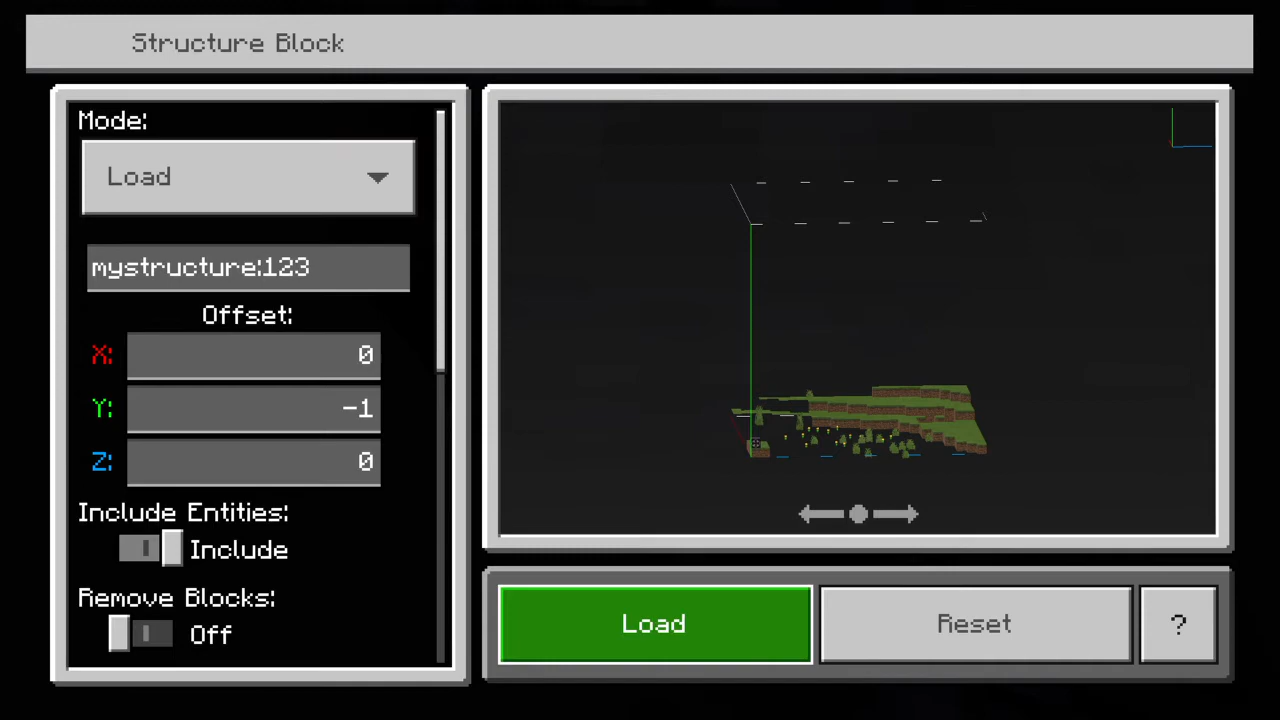 Structure Block
Mode:
Load
mystructure:123
Offset:
X: 0
Y: -1
Z: 0
Include Entities:
Include
Remove Blocks:
Off
Load
Reset
?